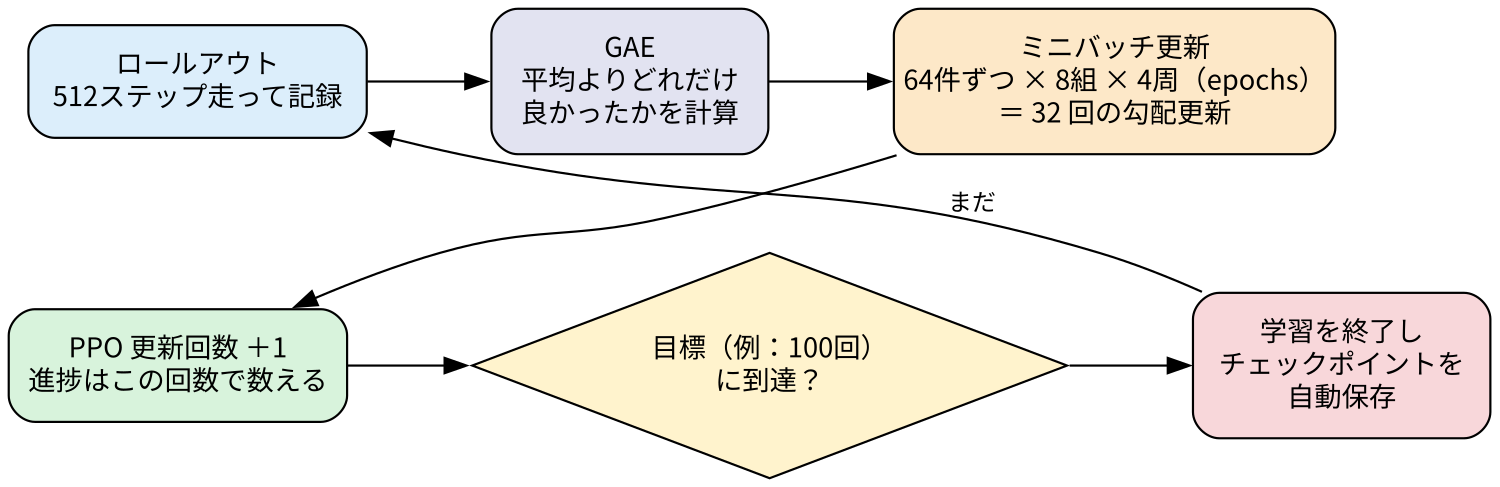 ロールアウト
512ステップ走って記録
GAE
平均よりどれだけ
良かったかを計算
ミニバッチ更新
64件ずつ × 8組 × 4周（epochs）
＝ 32 回の勾配更新
まだ
PPO 更新回数 ＋1
進捗はこの回数で数える
目標（例：100回）
に到達？
学習を終了し
チェックポイントを
自動保存